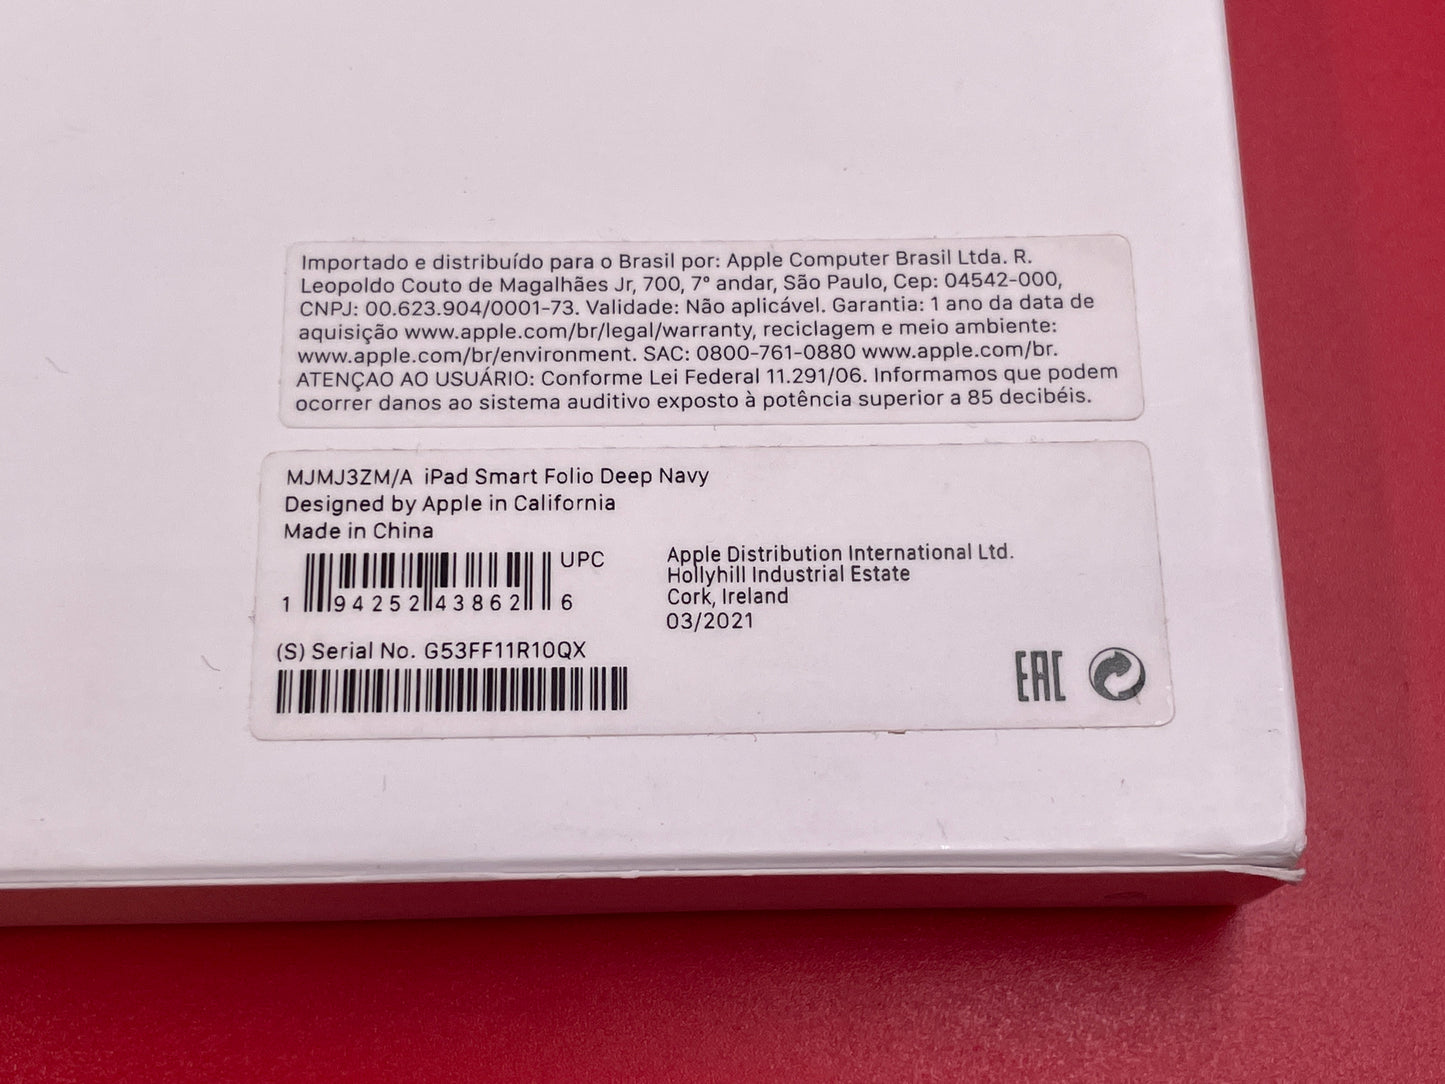 Importado e distribuído para o Brasil por: Apple Computer Brasil Ltda. R.
Leopoldo Couto de Magalhães Jr, 700, 7° andar, São Paulo, Cep: 04542-000,
CNPJ: 00.623.904/0001-73. Validade: Não aplicável. Garantia: 1 ano da data de
aquisição www.apple.com/br/legal/warranty, reciclagem e meio ambiente:
www.apple.com/br/environment. SAC: 0800-761-0880 www.apple.com/br.
ATENÇAO AO USUÁRIO: Conforme Lei Federal 11.291/06. Informamos que podem
ocorrer danos ao sistema auditivo exposto à potência superior a 85 decibéis.
MJMJ3ZM/A iPad Smart Folio Deep Navy
Designed by Apple in California
Made in China
UPC
1 94252 43862 6
(S) Serial No. G53FF11R10QX
Apple Distribution International Ltd.
Hollyhill Industrial Estate
Cork, Ireland
03/2021
EAC